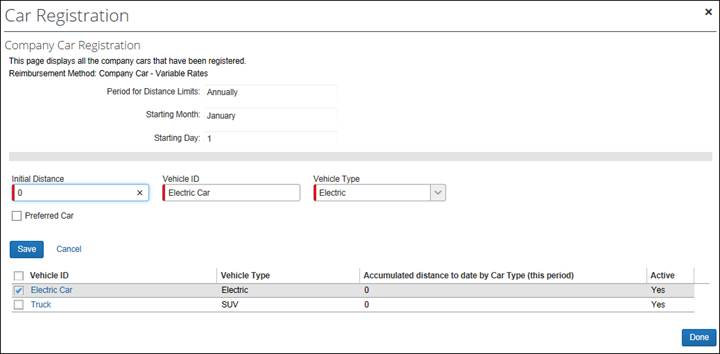 Car Registration
Company Car Registration
This page displays all the company cars that have been registered.
Reimbursement Method: Company Car - Variable Rates
Period for Distance Limits: Annually
Starting Month: January
Starting Day: 1
Initial Distance Vehicle ID Vehicle Type
0 Electric Car Electric
Preferred Car
Save Cancel
Vehicle ID Vehicle Type Accumulated distance to date by Car Type (this period) Active
Electric Car Electric 0 Yes
Truck SUV 0 Yes
Done